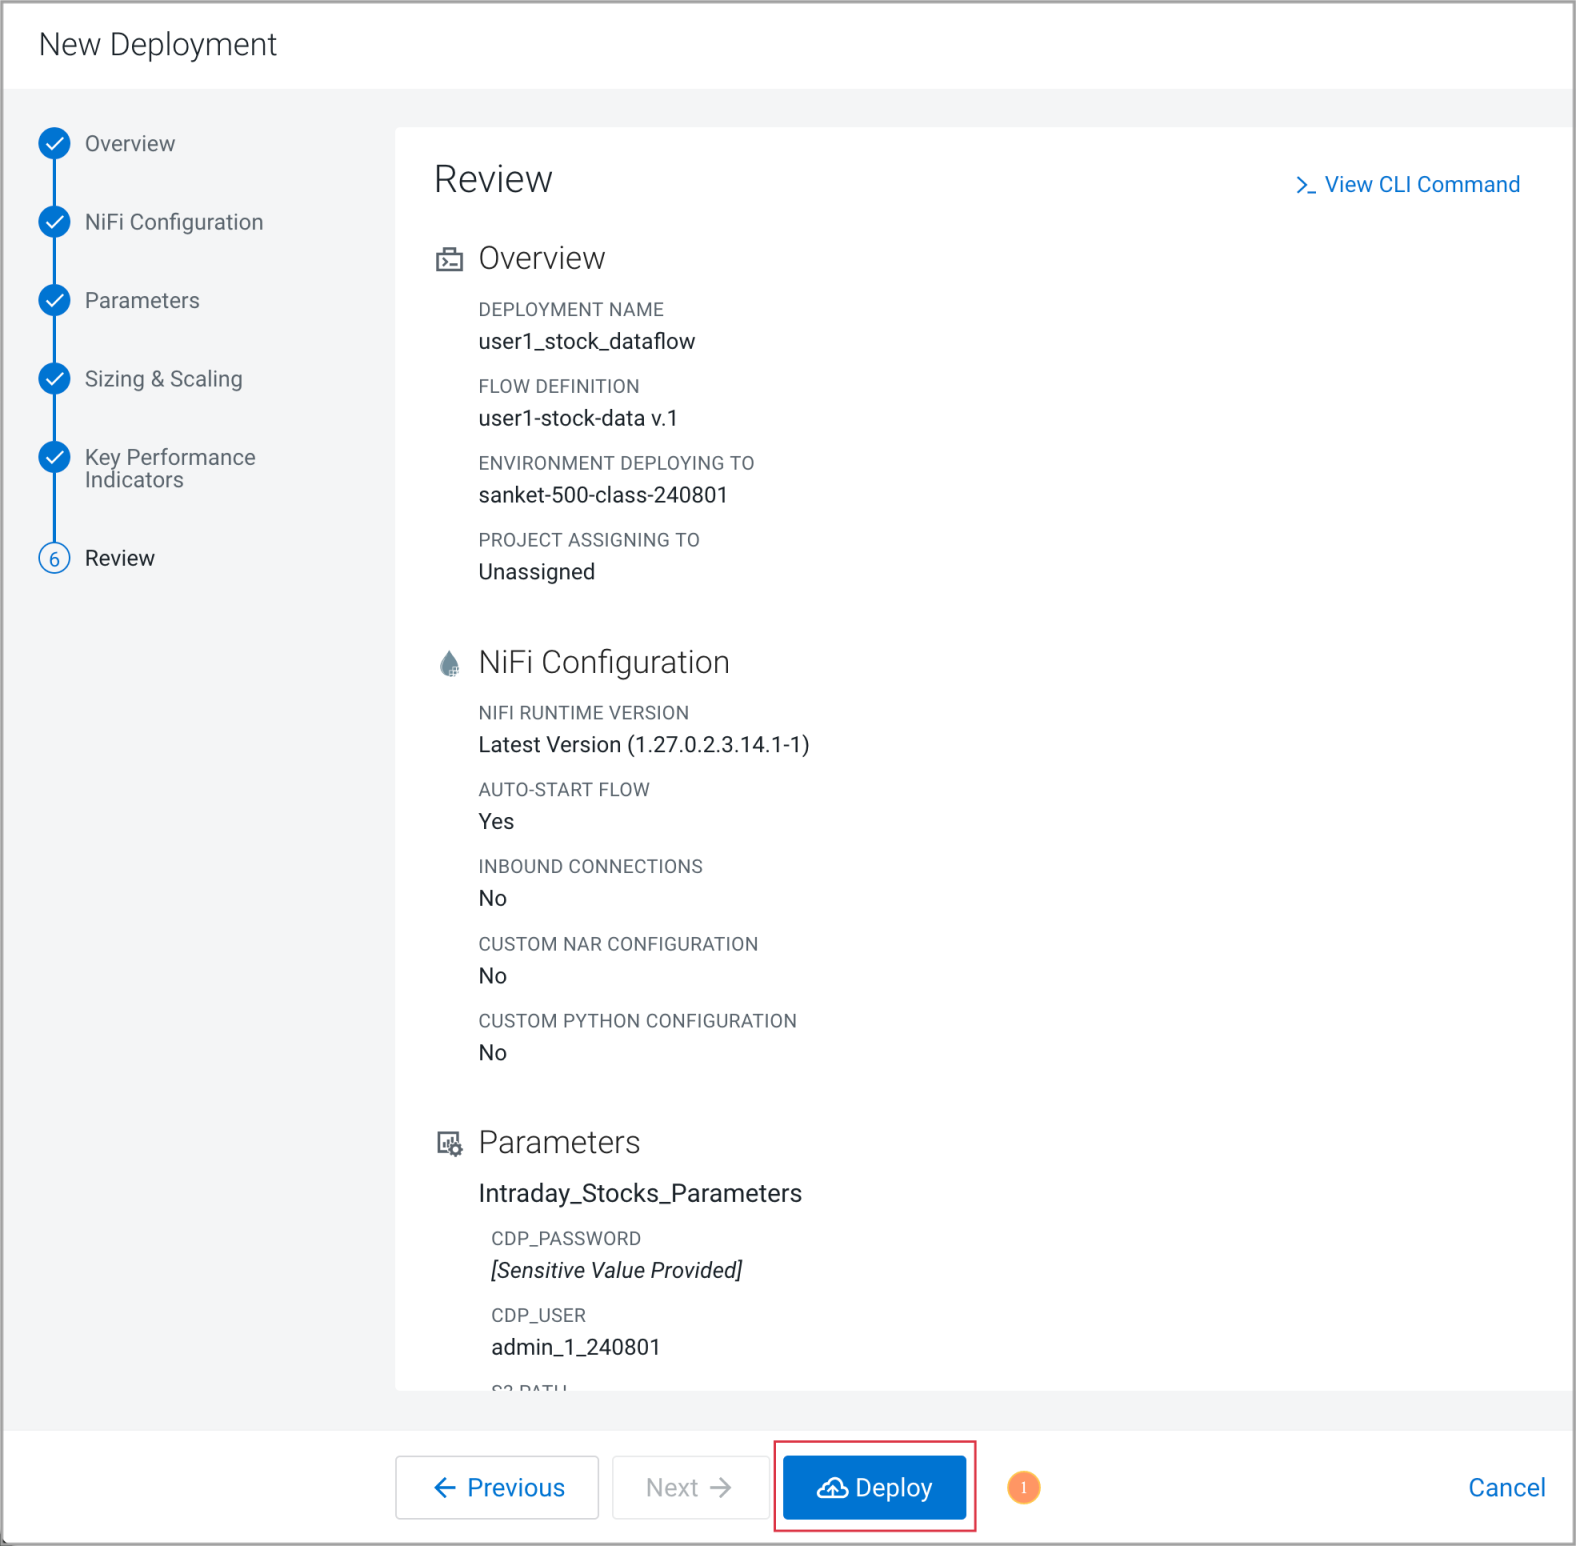 New Deployment
Overview
NiFi Configuration
Parameters
Sizing & Scaling
Key Performance
Indicators
6 Review
Review
>_ View CLI Command
Overview
DEPLOYMENT NAME
user1_stock_dataflow
FLOW DEFINITION
user1-stock-data v.1
ENVIRONMENT DEPLOYING TO
sanket-500-class-240801
PROJECT ASSIGNING TO
Unassigned
NiFi Configuration
NIFI RUNTIME VERSION
Latest Version (1.27.0.2.3.14.1-1)
AUTO-START FLOW
Yes
INBOUND CONNECTIONS
No
CUSTOM NAR CONFIGURATION
No
CUSTOM PYTHON CONFIGURATION
No
Parameters
Intraday_Stocks_Parameters
CDP_PASSWORD
[Sensitive Value Provided]
CDP_USER
admin_1_240801
Previous
Next
Deploy
1
Cancel